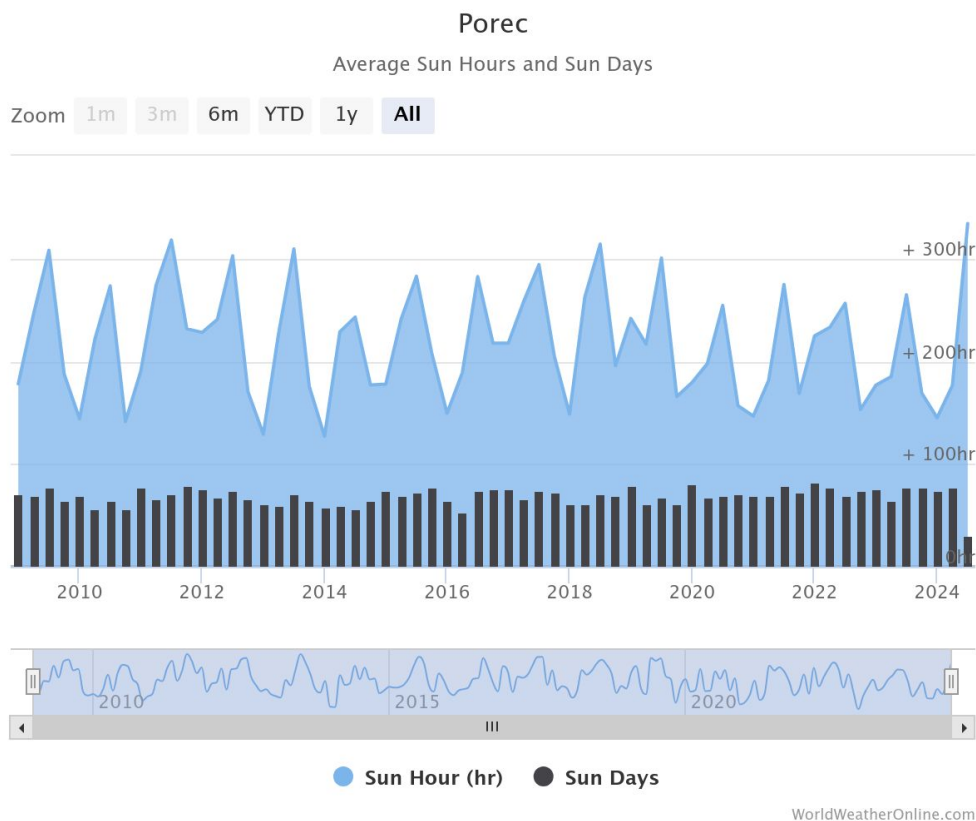 Porec
Average Sun Hours and Sun Days
Zoom 1m 3m 6m YTD 1y All
+ 300hr
+ 200hr
+ 100hr
0hr
2010 2012 2014 2016 2018 2020 2022 2024
2010 2015 2020
Sun Hour (hr) Sun Days
WorldWeatherOnline.com